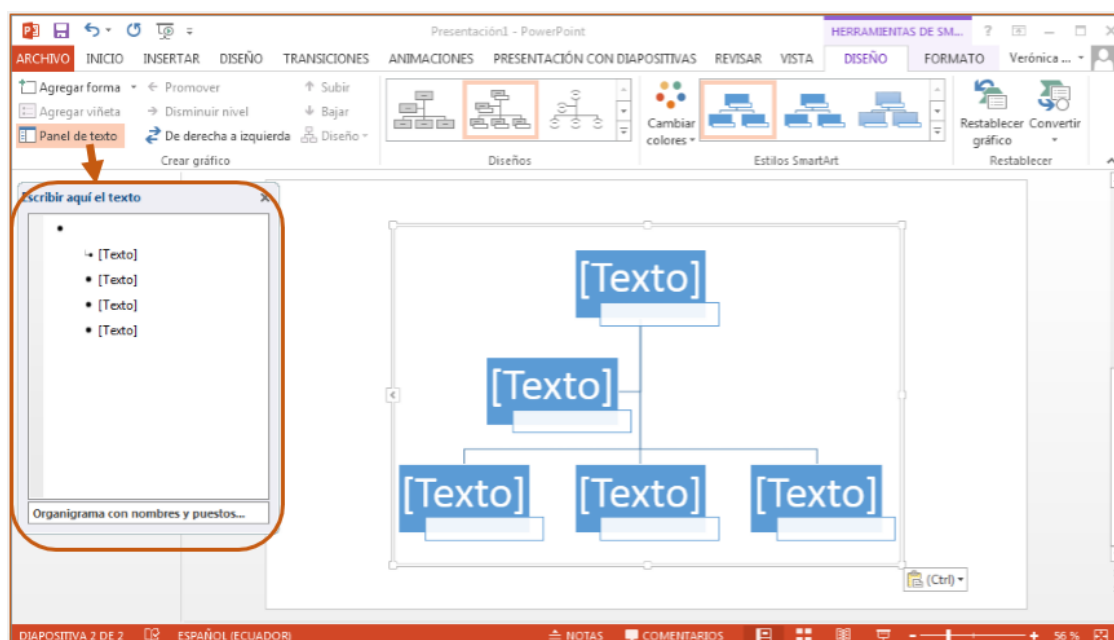 Presentación1 - PowerPoint
HERRAMIENTAS DE SM...
?
ARCHIVO INICIO INSERTAR DISEÑO TRANSICIONES ANIMACIONES PRESENTACIÓN CON DIAPOSITIVAS REVISAR VISTA DISEÑO FORMATO Verónica ...
Agregar forma Promover Subir
Agregar viñeta Disminuir nivel Bajar
Panel de texto De derecha a izquierda Diseño
Cambiar colores
Restablecer gráfico
Convertir
Crear gráfico Diseños Estilos SmartArt Restablecer
Escribir aquí el texto
[Texto]
[Texto]
[Texto]
[Texto]
Organigrama con nombres y puestos...
[Texto]
[Texto]
[Texto] [Texto] [Texto]
(Ctrl)
DIAPOSITIVA 2 DE 2 ESPAÑOL (ECUADOR) NOTAS COMENTARIOS 56 %